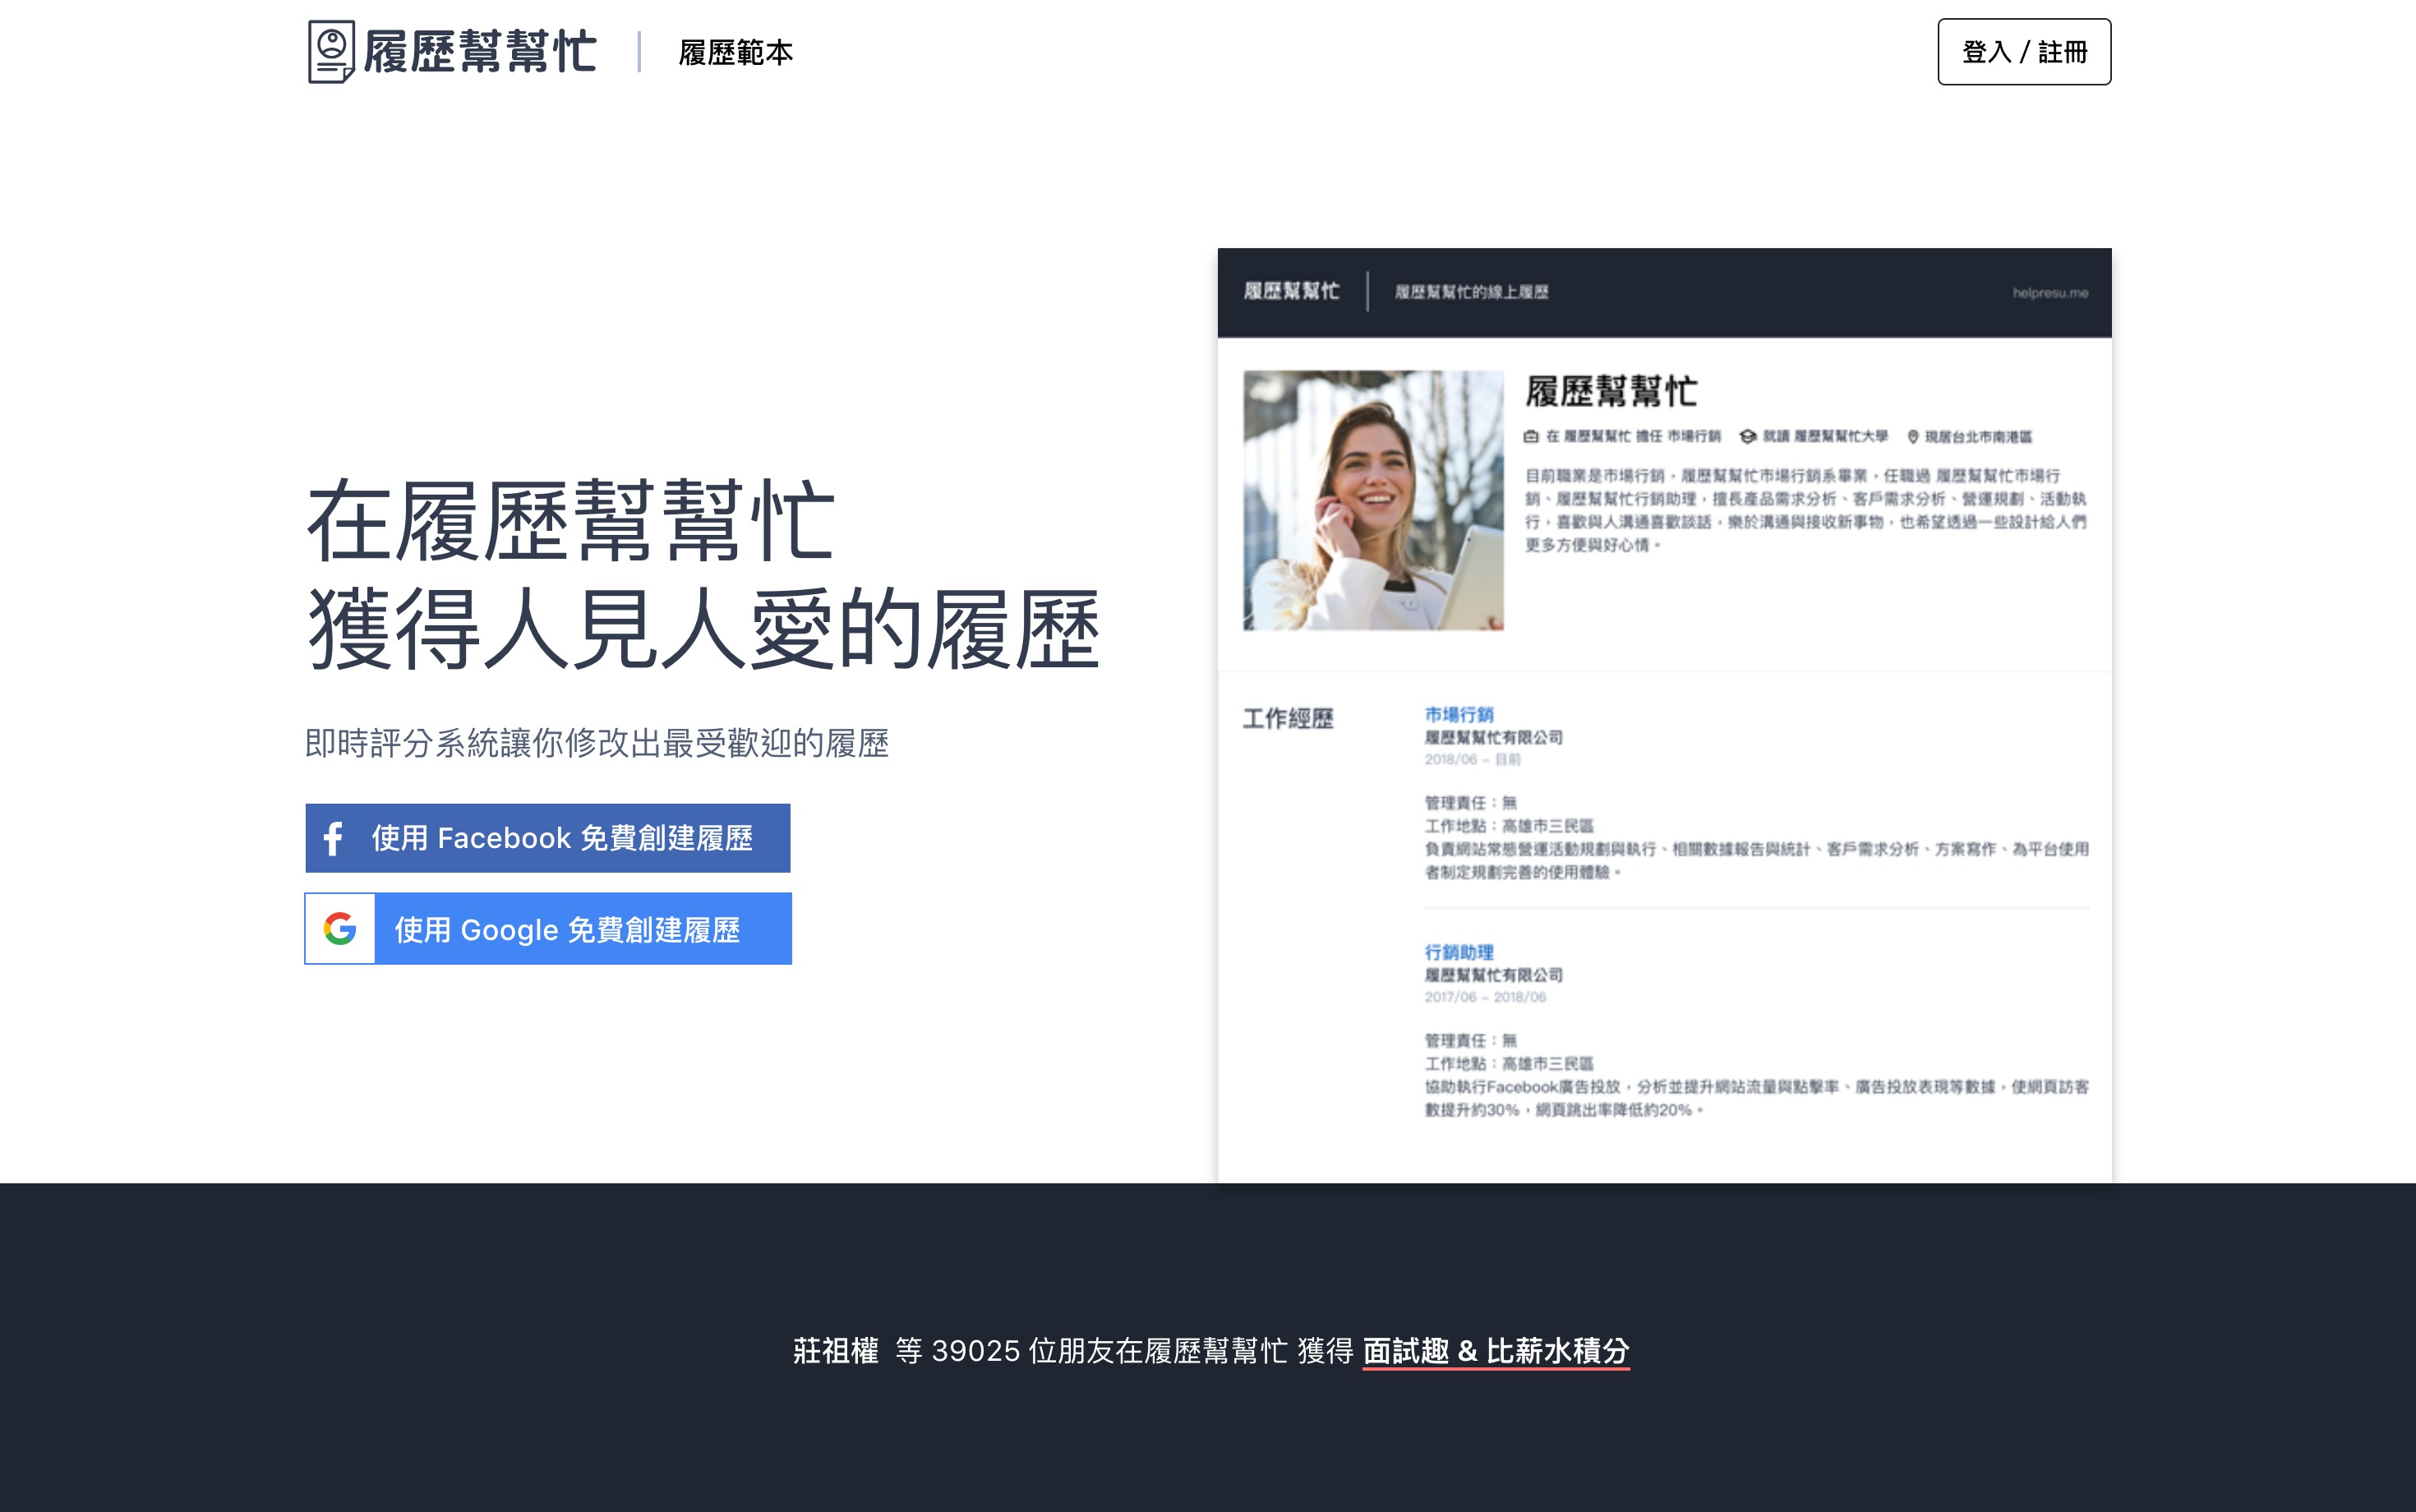 履歷幫幫忙
履歷範本
登入 / 註冊
在履歷幫幫忙
獲得人見人愛的履歷
即時評分系統讓你修改出最受歡迎的履歷
使用 Facebook 免費創建履歷
使用 Google 免費創建履歷
履歷幫幫忙
履歷幫幫忙的線上履歷
helpresu.me
履歷幫幫忙
在 履歷幫幫忙 擔任 市場行銷 就讀 履歷幫幫忙大學 現居台北市南港區
目前職業是市場行銷，履歷幫幫忙市場行銷系畢業，任職過 履歷幫幫忙市場行
銷、履歷幫幫忙行銷助理，擅長產品需求分析、客戶需求分析、營運規劃、活動執
行，喜歡與人溝通喜歡談話，樂於溝通與接收新事物，也希望透過一些設計給人們
更多方便與好心情。
工作經歷
市場行銷
履歷幫幫忙有限公司
2018/06 – 目前
管理責任：無
工作地點：高雄市三民區
負責網站常態營運活動規劃與執行、相關數據報告與統計、客戶需求分析、方案寫作、為平台使用
者制定規劃完善的使用體驗。
行銷助理
履歷幫幫忙有限公司
2017/06 – 2018/06
管理責任：無
工作地點：高雄市三民區
協助執行Facebook廣告投放，分析並提升網站流量與點擊率、廣告投放表現等數據，使網頁訪客
數提升約30%，網頁跳出率降低約20%。
莊祖權 等 39025 位朋友在履歷幫幫忙 獲得 面試趣 & 比薪水積分